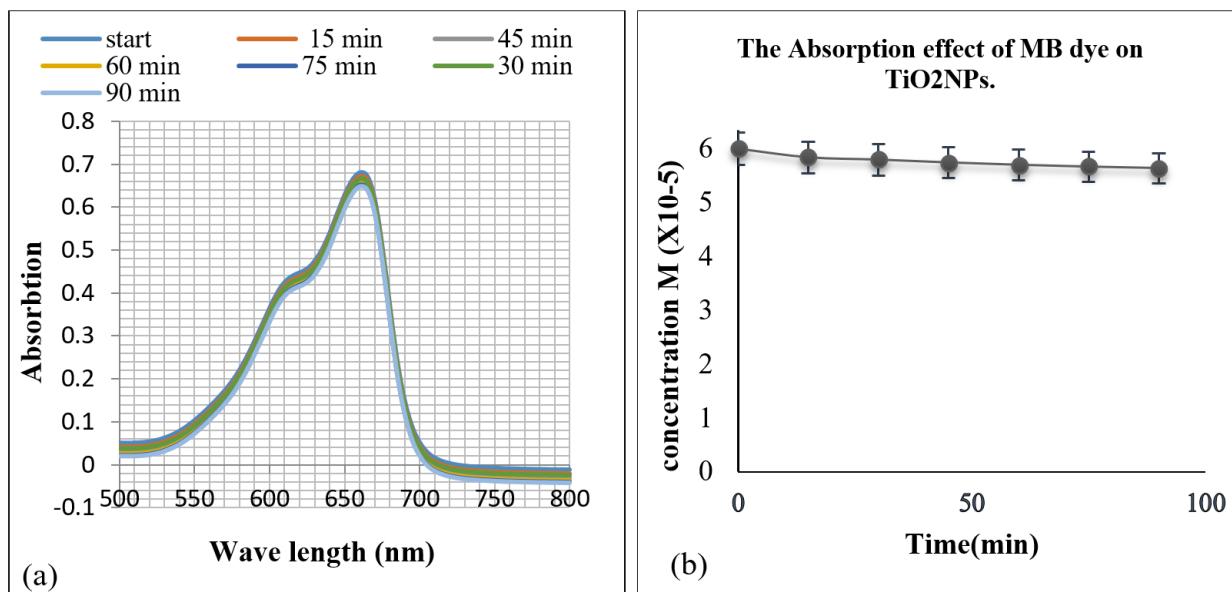 start 15 min 45 min
60 min 75 min 30 min
90 min
0.8
0.7
0.6
0.5
0.4
0.3
0.2
0.1
0
-0.1
500 550 600 650 700 750 800
Absorbtion
Wave length (nm)
(a)
The Absorption effect of MB dye on
TiO2NPs.
6
5
4
3
2
1
0
0 50 100
concentration M (X10-5)
Time(min)
(b)